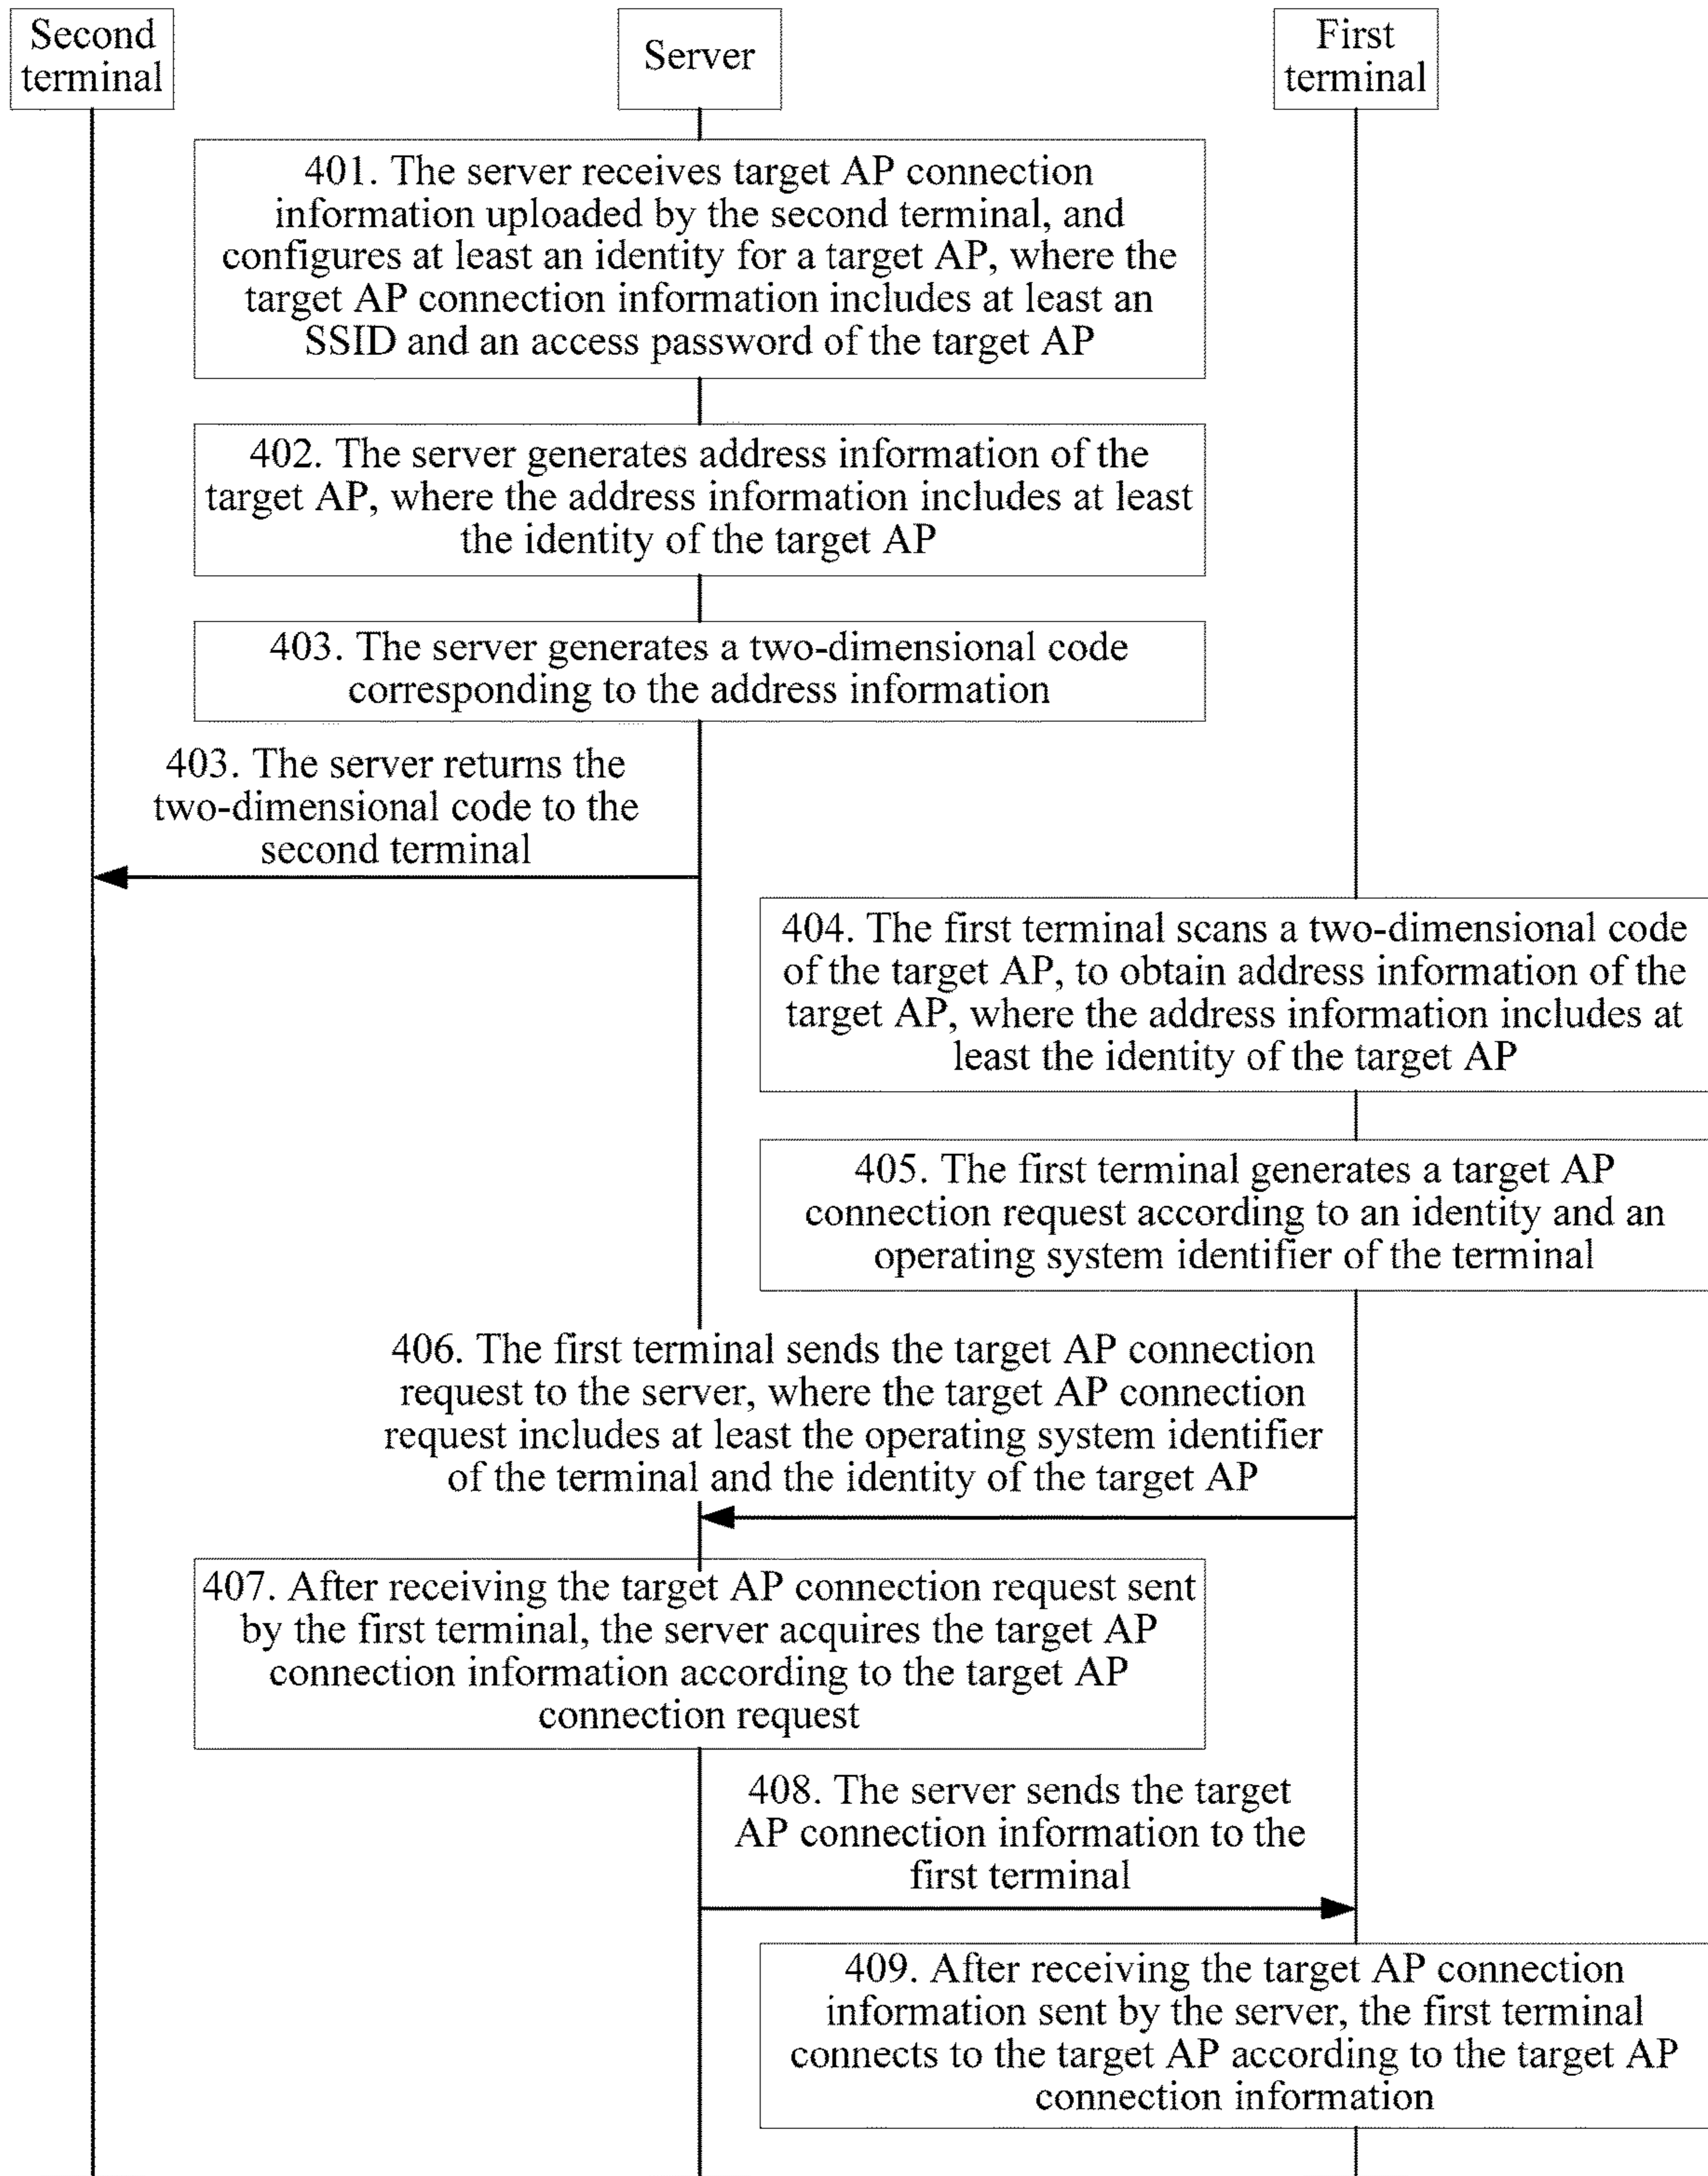 Second
terminal
Server
First
terminal
401. The server receives target AP connection
information uploaded by the second terminal, and
configures at least an identity for a target AP, where the
target AP connection information includes at least an
SSID and an access password of the target AP
402. The server generates address information of the
target AP, where the address information includes at least
the identity of the target AP
403. The server generates a two-dimensional code
corresponding to the address information
403. The server returns the
two-dimensional code to the
second terminal
404. The first terminal scans a two-dimensional code
of the target AP, to obtain address information of the
target AP, where the address information includes at
least the identity of the target AP
405. The first terminal generates a target AP
connection request according to an identity and an
operating system identifier of the terminal
406. The first terminal sends the target AP connection
request to the server, where the target AP connection
request includes at least the operating system identifier
of the terminal and the identity of the target AP
407. After receiving the target AP connection request sent
by the first terminal, the server acquires the target AP
connection information according to the target AP
connection request
408. The server sends the target
AP connection information to the
first terminal
409. After receiving the target AP connection
information sent by the server, the first terminal
connects to the target AP according to the target AP
connection information